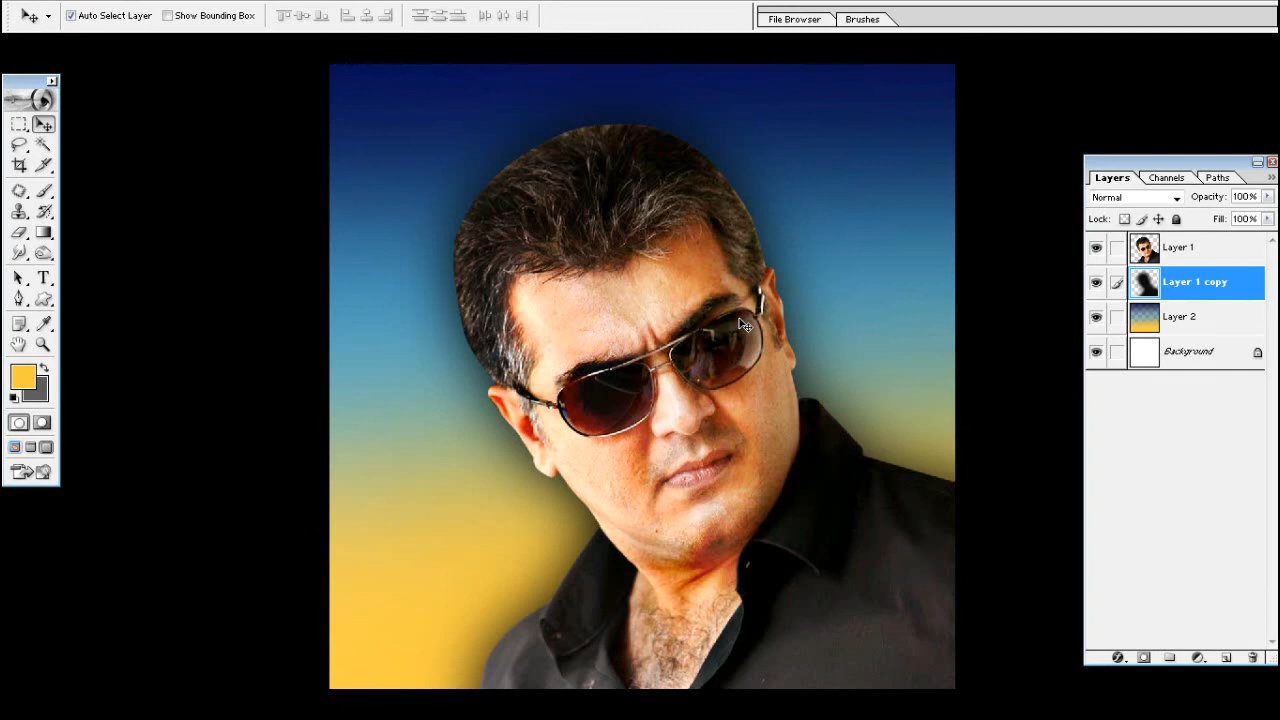 Auto Select Layer
Show Bounding Box
File Browser
Brushes
Layers
Channels
Paths
Normal
Opacity: 100%
Lock:
Fill: 100%
Layer 1
Layer 1 copy
Layer 2
Background
T